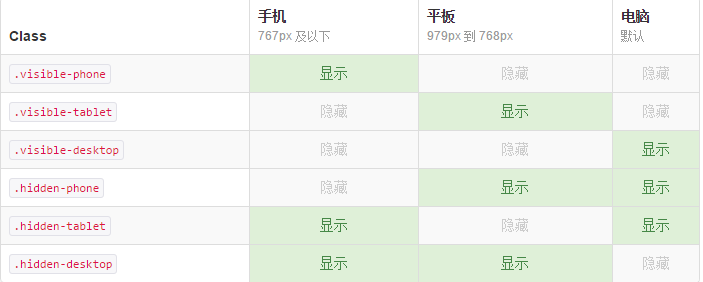 Class 手机 平板 电脑
767px 及以下 979px 到 768px 默认
.visible-phone 显示 隐藏 隐藏
.visible-tablet 隐藏 显示 隐藏
.visible-desktop 隐藏 隐藏 显示
.hidden-phone 隐藏 显示 显示
.hidden-tablet 显示 隐藏 显示
.hidden-desktop 显示 显示 隐藏